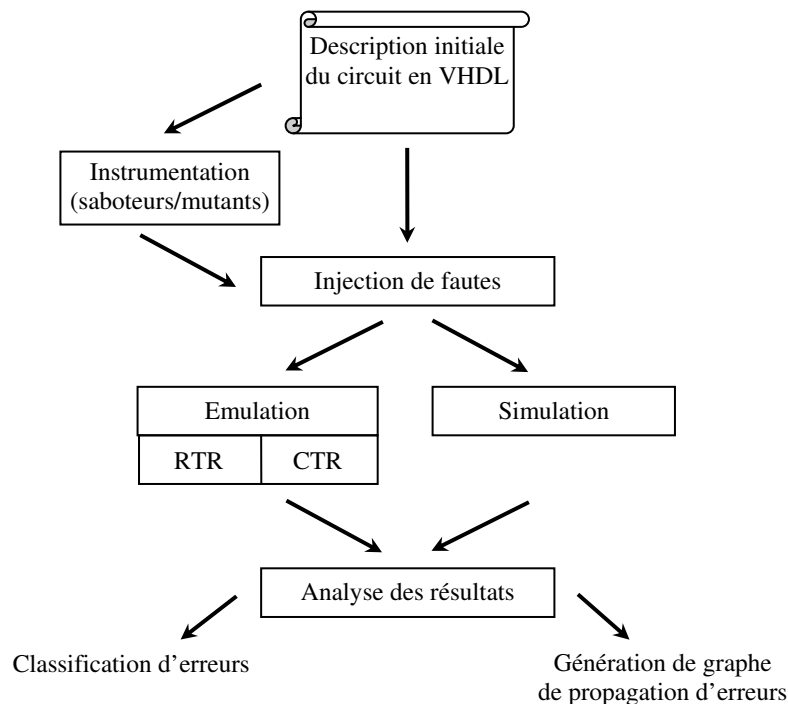 Description initiale
du circuit en VHDL
Instrumentation
(saboteurs/mutants)
Injection de fautes
Emulation
Simulation
RTR
CTR
Analyse des résultats
Classification d’erreurs
Génération de graphe
de propagation d’erreurs